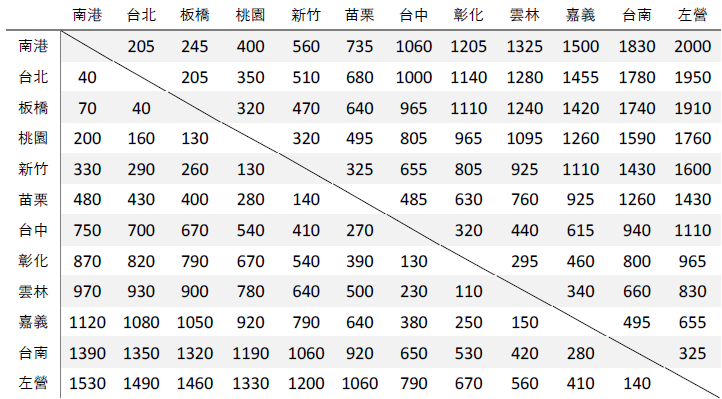 南港 台北 板橋 桃園 新竹 苗栗 台中 彰化 雲林 嘉義 台南 左營
南港 205 245 400 560 735 1060 1205 1325 1500 1830 2000
台北 40 205 350 510 680 1000 1140 1280 1455 1780 1950
板橋 70 40 320 470 640 965 1110 1240 1420 1740 1910
桃園 200 160 130 320 495 805 965 1095 1260 1590 1760
新竹 330 290 260 130 325 655 805 925 1110 1430 1600
苗栗 480 430 400 280 140 485 630 760 925 1260 1430
台中 750 700 670 540 410 270 320 440 615 940 1110
彰化 870 820 790 670 540 390 130 295 460 800 965
雲林 970 930 900 780 640 500 230 110 340 660 830
嘉義 1120 1080 1050 920 790 640 380 250 150 495 655
台南 1390 1350 1320 1190 1060 920 650 530 420 280 325
左營 1530 1490 1460 1330 1200 1060 790 670 560 410 140